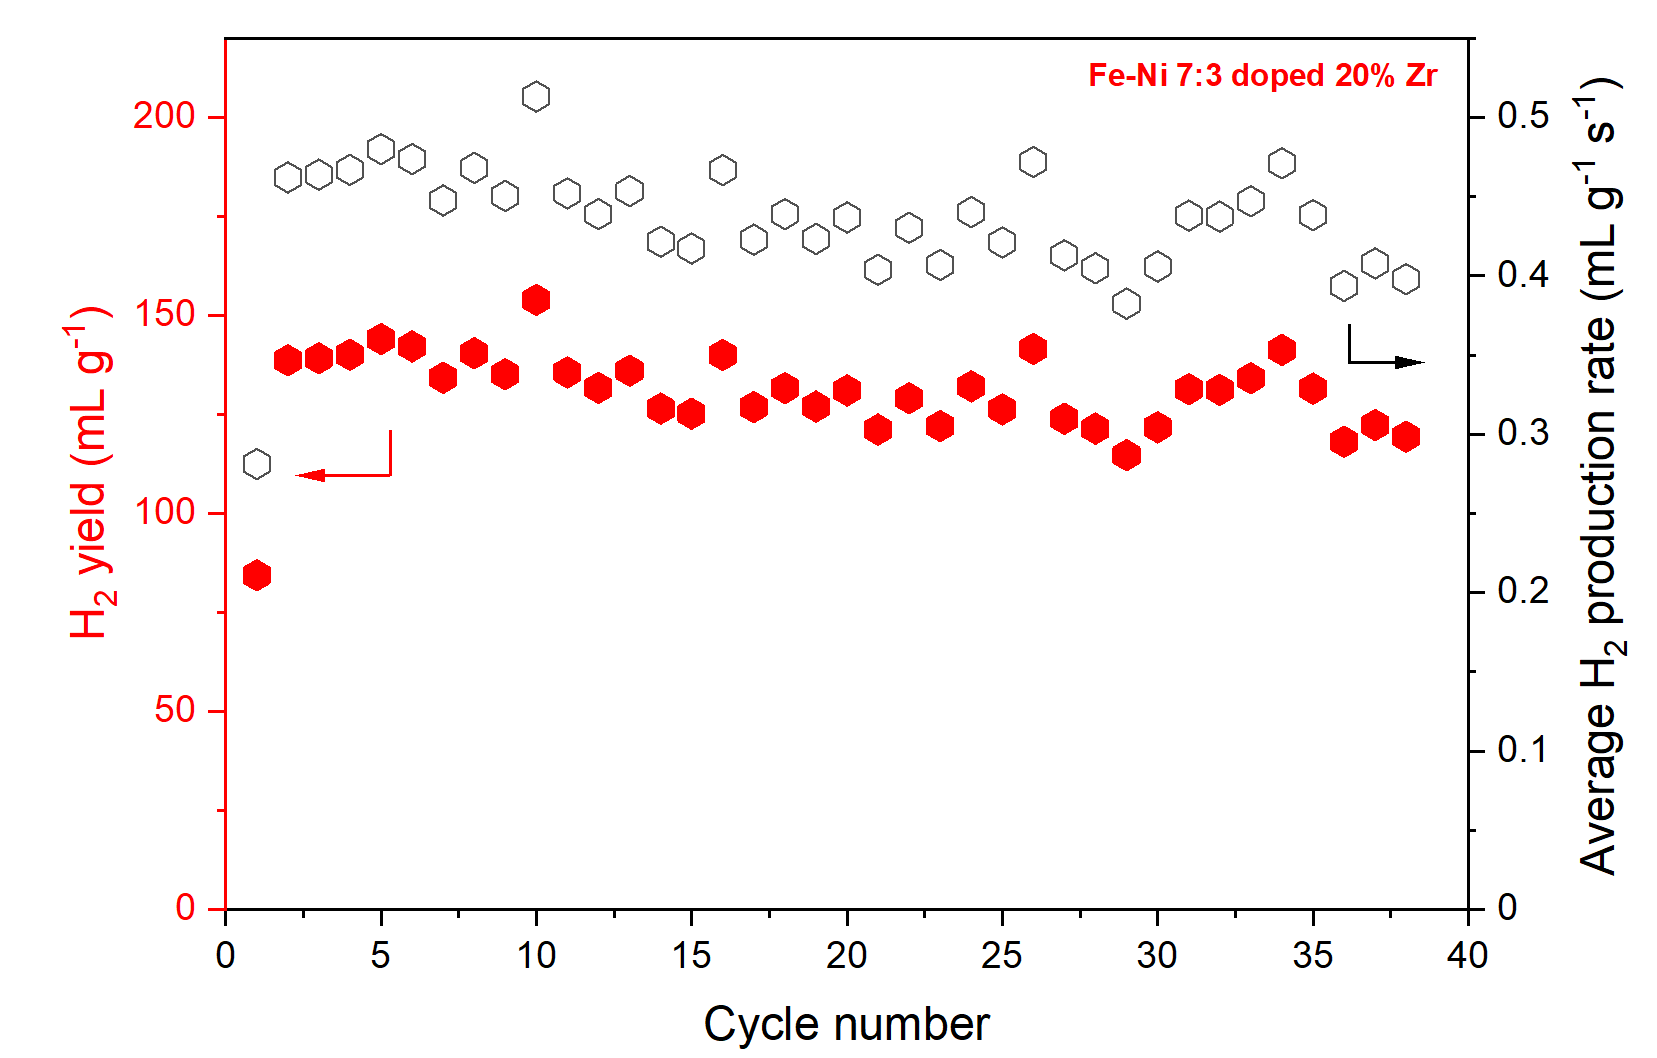 Fe-Ni 7:3 doped 20% Zr
H₂ yield (mL g⁻¹)
200
150
100
50
0
0.5
0.4
0.3
0.2
0.1
0
Average H₂ production rate (mL g⁻¹ s⁻¹)
0 5 10 15 20 25 30 35 40
Cycle number